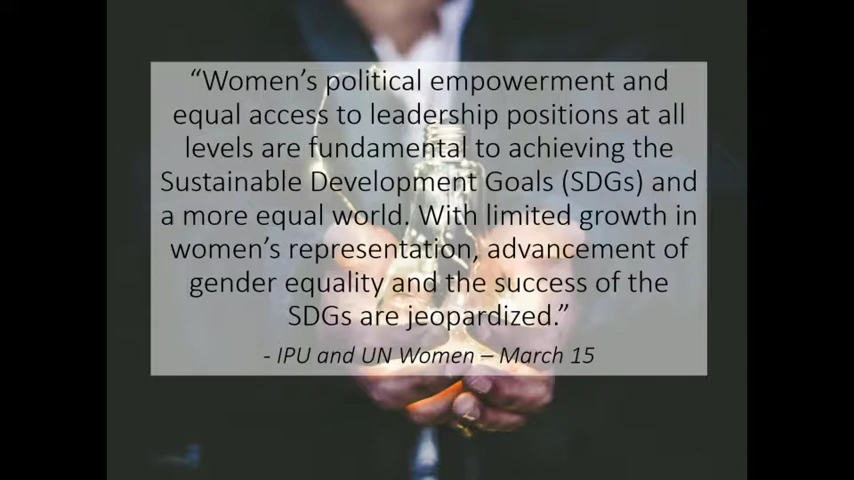 “Women’s political empowerment and
equal access to leadership positions at all
levels are fundamental to achieving the
Sustainable Development Goals (SDGs) and
a more equal world. With limited growth in
women’s representation, advancement of
gender equality and the success of the
SDGs are jeopardized.”
- IPU and UN Women – March 15